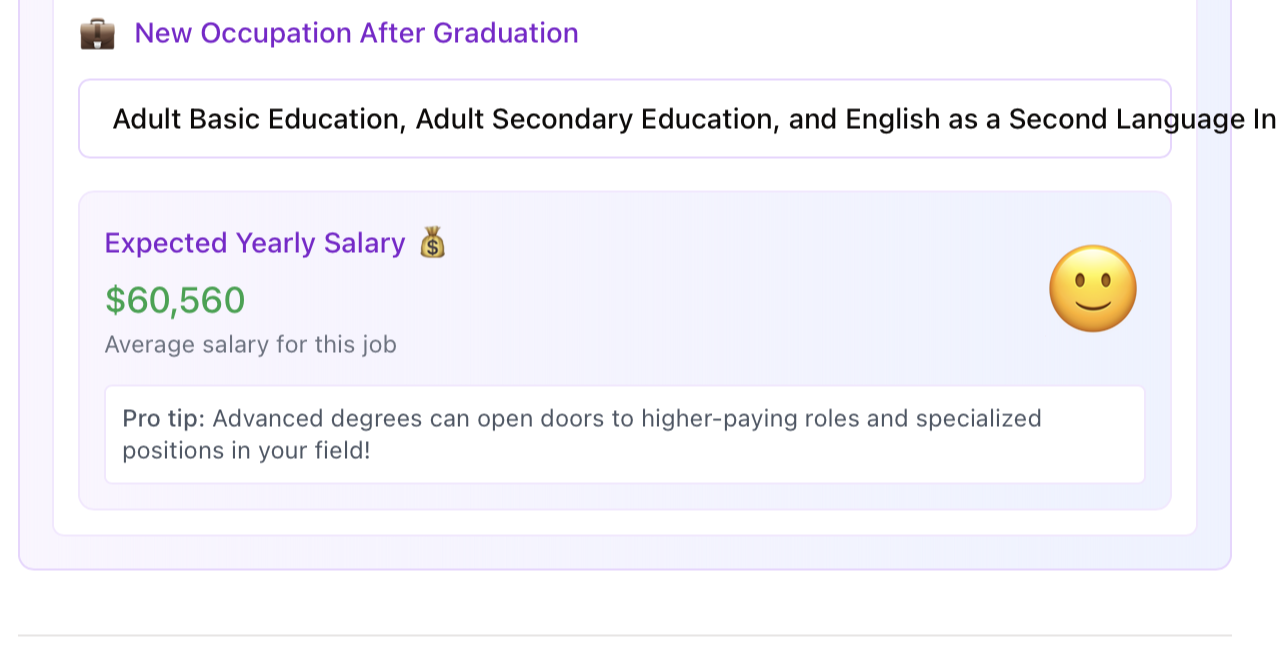 New Occupation After Graduation
Adult Basic Education, Adult Secondary Education, and English as a Second Language In
Expected Yearly Salary
$60,560
Average salary for this job
Pro tip: Advanced degrees can open doors to higher-paying roles and specialized
positions in your field!